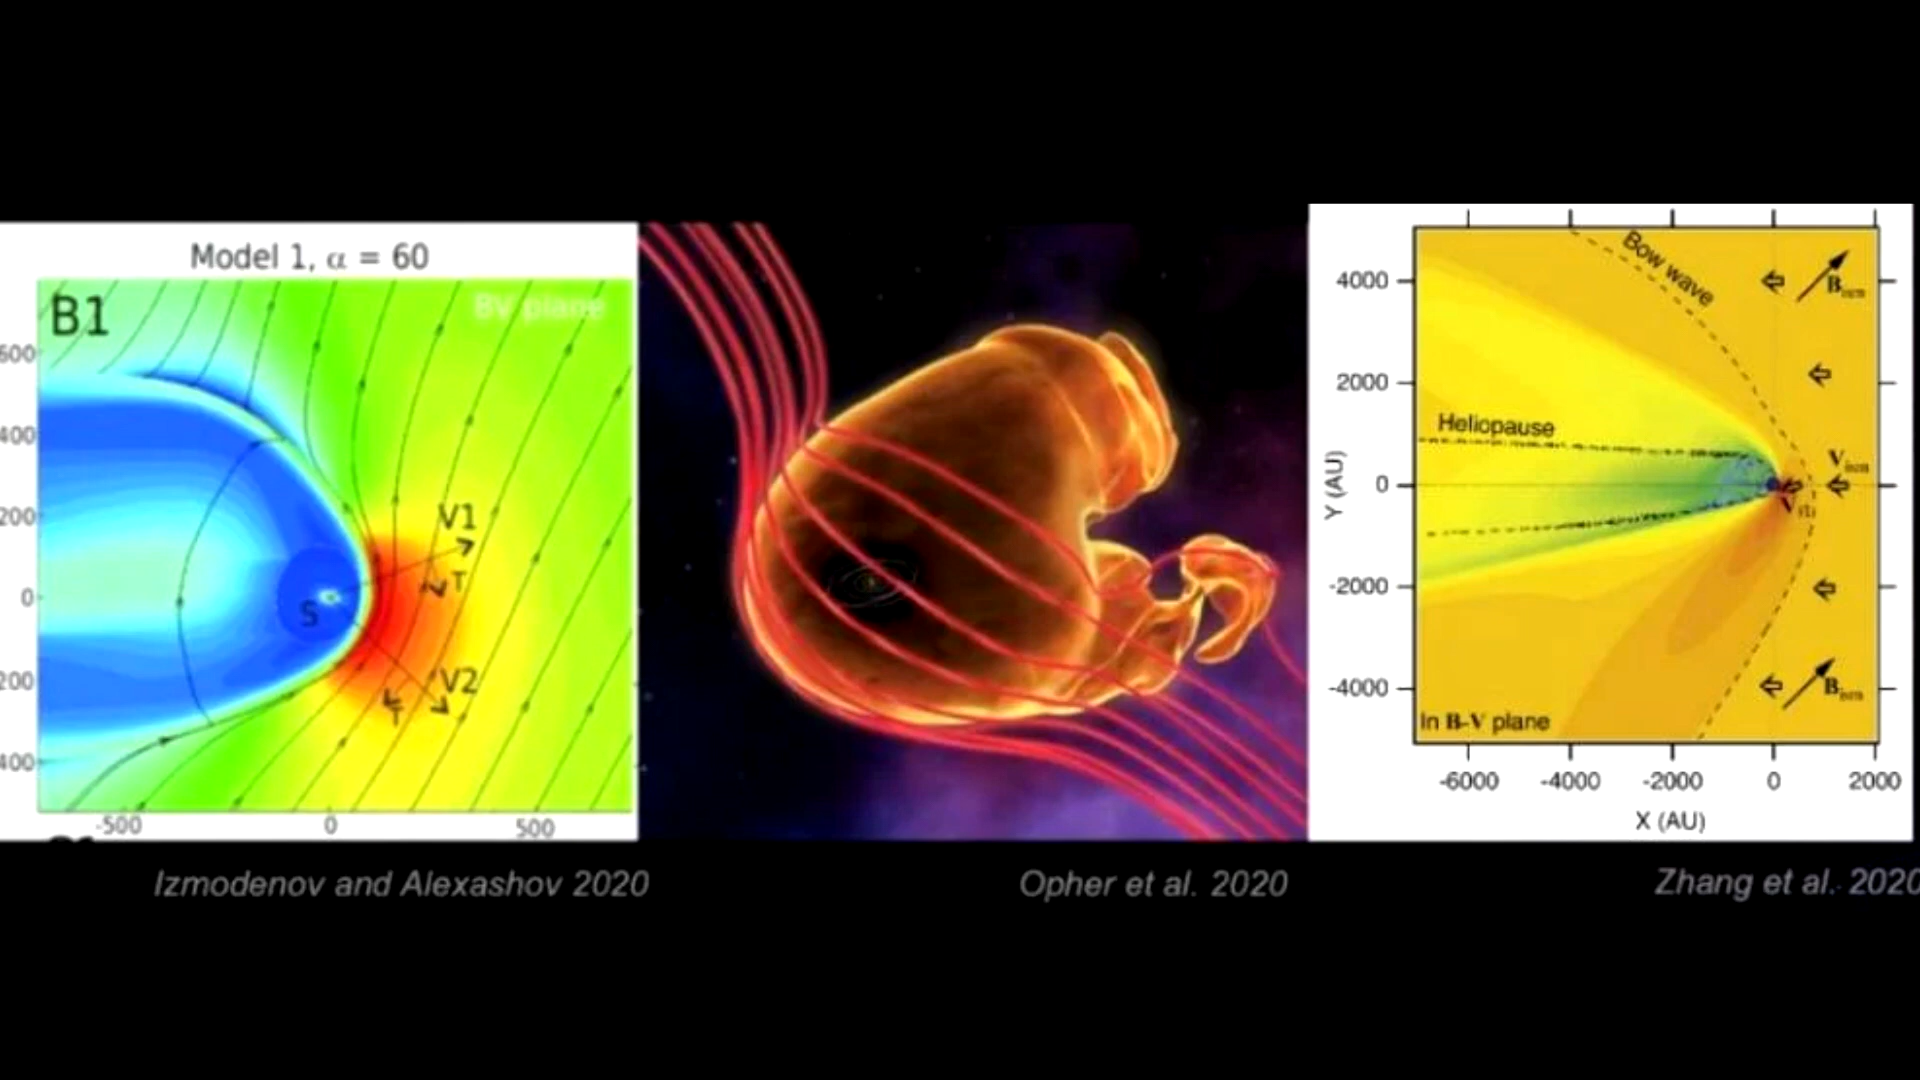 Model 1, α = 60
B1
BV plane
600
400
200
0
200
400
-500
0
500
S
V1
T
V2
T
Izmodenov and Alexashov 2020
Opher et al. 2020
Bow wave
Heliopause
In B-V plane
Y (AU)
4000
2000
0
-2000
-4000
-6000
-4000
-2000
0
2000
X (AU)
Zhang et al. 2020